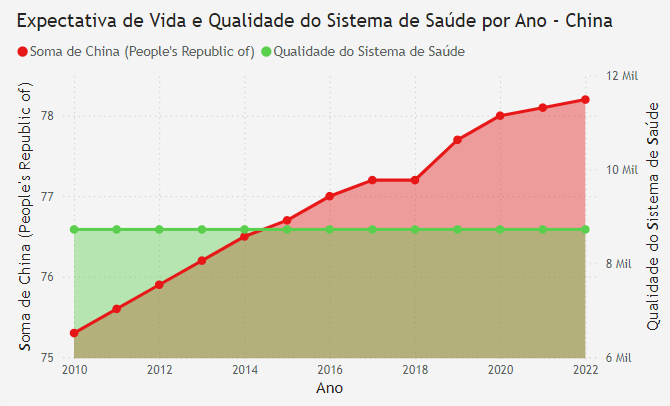 Expectativa de Vida e Qualidade do Sistema de Saúde por Ano - China
Soma de China (People's Republic of) Qualidade do Sistema de Saúde
Soma de China (People's Republic of)
78
77
76
75
12 Mil
10 Mil
8 Mil
6 Mil
Qualidade do Sistema de Saúde
2010 2012 2014 2016 2018 2020 2022
Ano